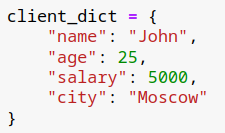 client_dict = {
    "name": "John",
    "age": 25,
    "salary": 5000,
    "city": "Moscow"
}